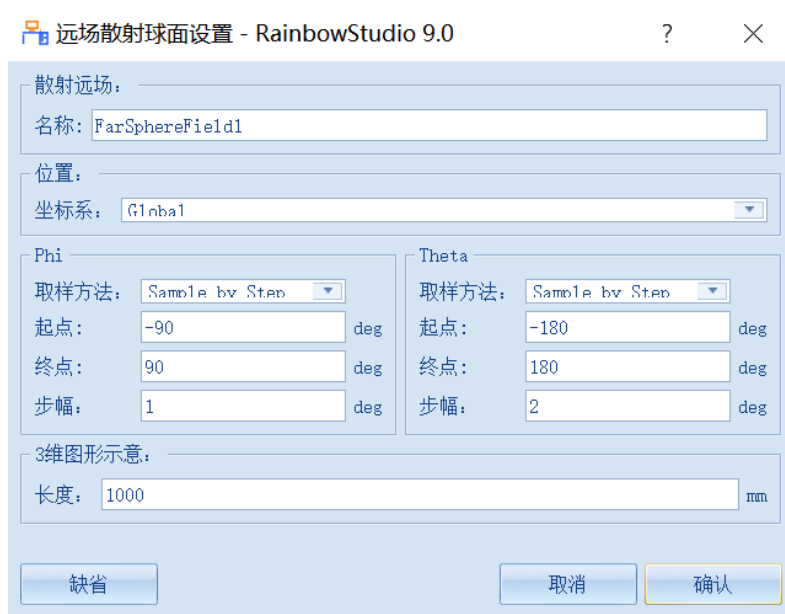 远场散射球面设置 - RainbowStudio 9.0 ?
散射远场:
名称: FarSphereField1
位置:
坐标系: Global
Phi
取样方法: Sample by Step
起点: -90 deg
终点: 90 deg
步幅: 1 deg
Theta
取样方法: Sample by Step
起点: -180 deg
终点: 180 deg
步幅: 2 deg
3维图形示意:
长度: 1000 mm
缺省 取消 确认